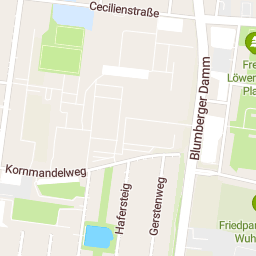 Cecilienstraße
Fre
Löwen
Pla
Blumberger Damm
Kornmandelweg
Hafersteig
Gerstenweg
Friedpar
Wuh